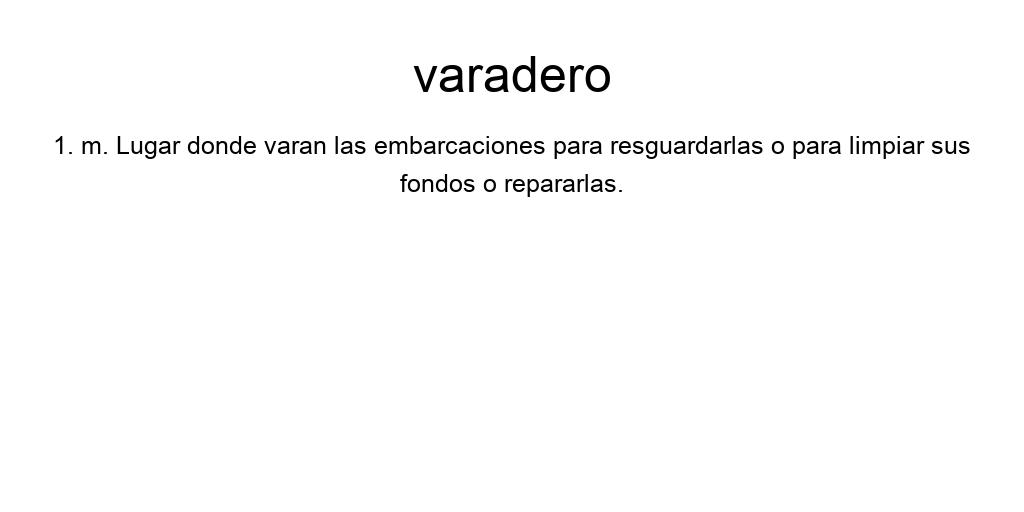 varadero
1. m. Lugar donde varan las embarcaciones para resguardarlas o para limpiar sus
fondos o repararlas.